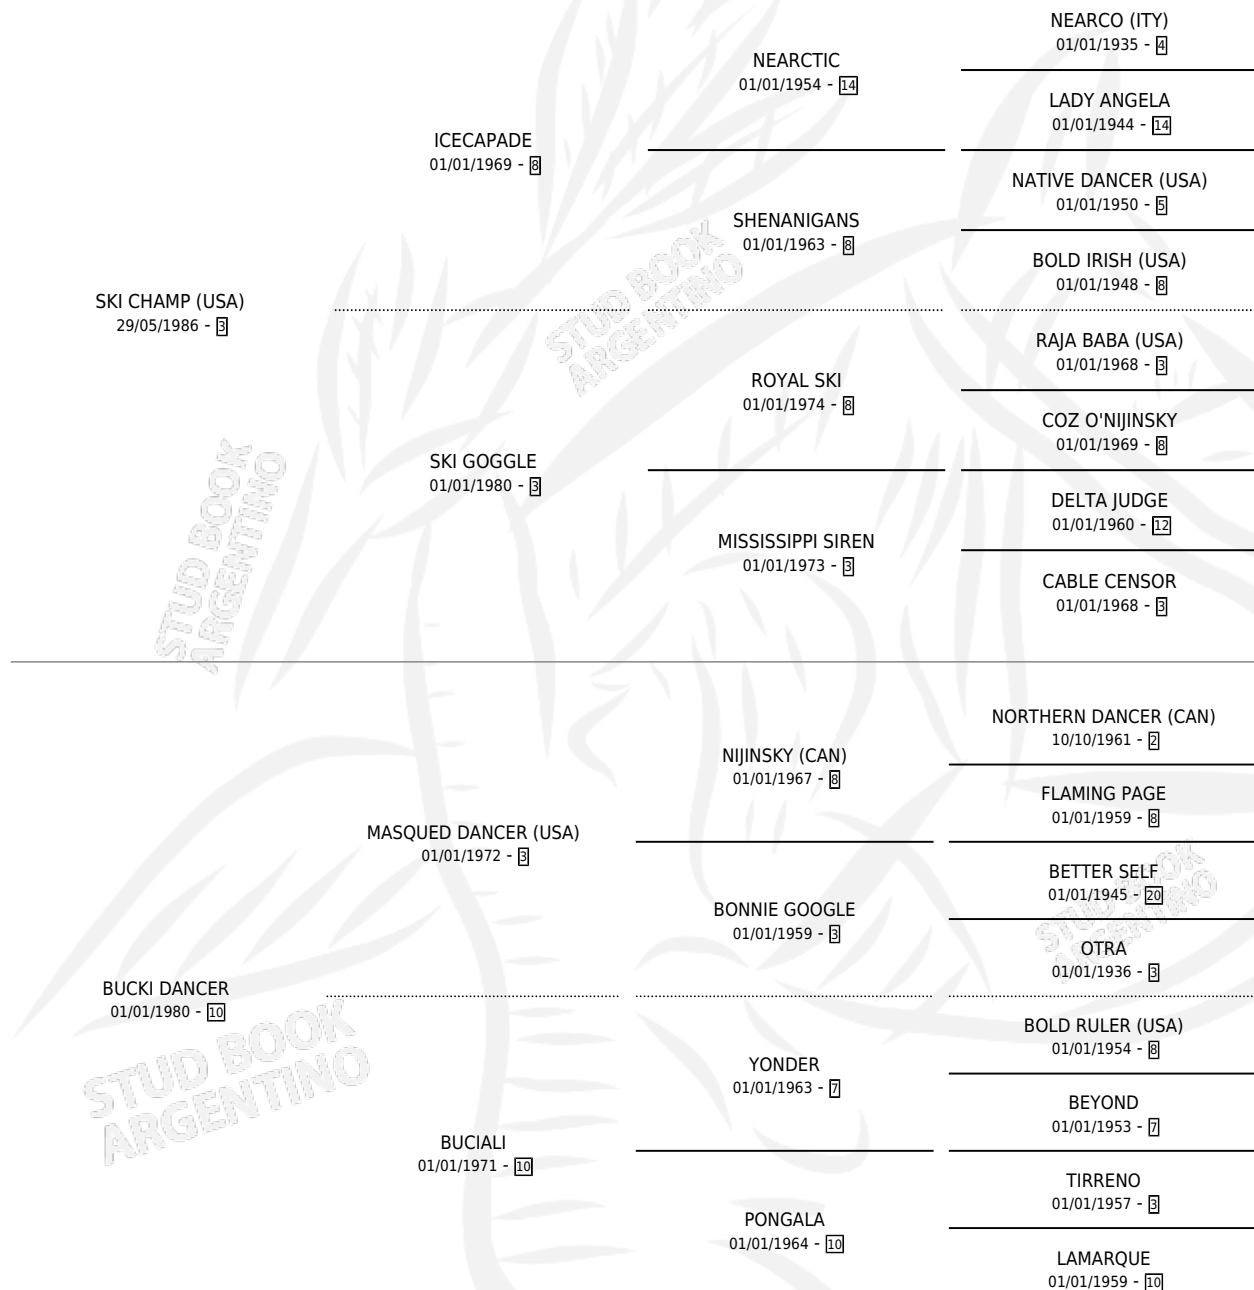 NEARCO (ITY)
01/01/1935 - 4
NEARCTIC
01/01/1954 - 14
LADY ANGELA
01/01/1944 - 14
ICECAPADE
01/01/1969 - 8
NATIVE DANCER (USA)
01/01/1950 - 5
SHENANIGANS
01/01/1963 - 8
BOLD IRISH (USA)
01/01/1948 - 8
STUD BOOK
ARGENTINO
SKI CHAMP (USA)
29/05/1986 - 3
RAJA BABA (USA)
01/01/1968 - 3
ROYAL SKI
01/01/1974 - 8
COZ O'NIJINSKY
01/01/1969 - 8
SKI GOGGLE
01/01/1980 - 3
DELTA JUDGE
01/01/1960 - 12
MISSISSIPPI SIREN
01/01/1973 - 3
CABLE CENSOR
01/01/1968 - 3
STUD BOOK
ARGENTINO
NORTHERN DANCER (CAN)
10/10/1961 - 2
NIJINSKY (CAN)
01/01/1967 - 8
FLAMING PAGE
01/01/1959 - 8
MASQUED DANCER (USA)
01/01/1972 - 3
BETTER SELF
01/01/1945 - 20
BONNIE GOOGLE
01/01/1959 - 3
OTRA
01/01/1936 - 3
STUD BOOK
ARGENTINO
BUCKI DANCER
01/01/1980 - 10
BOLD RULER (USA)
01/01/1954 - 8
YONDER
01/01/1963 - 7
BEYOND
01/01/1953 - 7
STUD BOOK
ARGENTINO
BUCIALI
01/01/1971 - 10
TIRRENO
01/01/1957 - 3
PONGALA
01/01/1964 - 10
LAMARQUE
01/01/1959 - 10